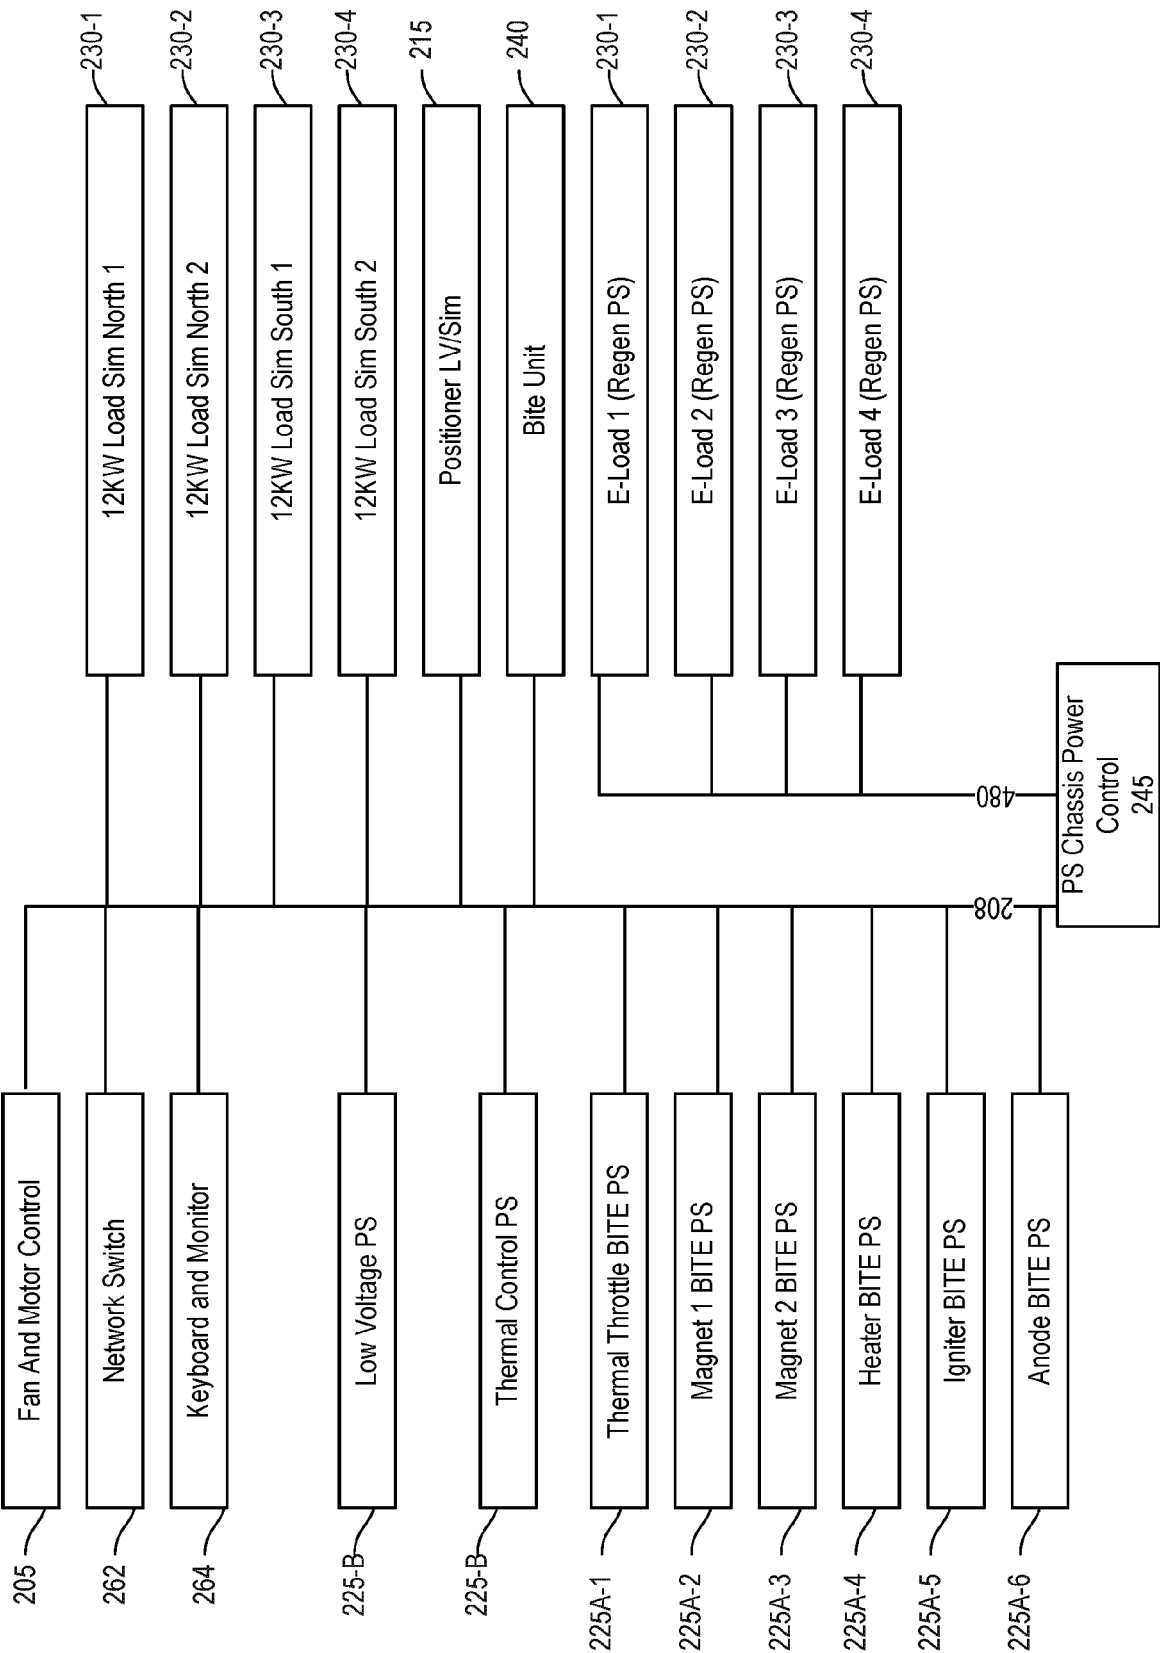 205
Fan And Motor Control
262
Network Switch
264
Keyboard and Monitor
225-B
Low Voltage PS
225-B
Thermal Control PS
225A-1
Thermal Throttle BITE PS
225A-2
Magnet 1 BITE PS
225A-3
Magnet 2 BITE PS
225A-4
Heater BITE PS
225A-5
Igniter BITE PS
225A-6
Anode BITE PS
208
480
PS Chassis Power
Control
245
12KW Load Sim North 1
230-1
12KW Load Sim North 2
230-2
12KW Load Sim South 1
230-3
12KW Load Sim South 2
230-4
Positioner LV/Sim
215
Bite Unit
240
E-Load 1 (Regen PS)
230-1
E-Load 2 (Regen PS)
230-2
E-Load 3 (Regen PS)
230-3
E-Load 4 (Regen PS)
230-4